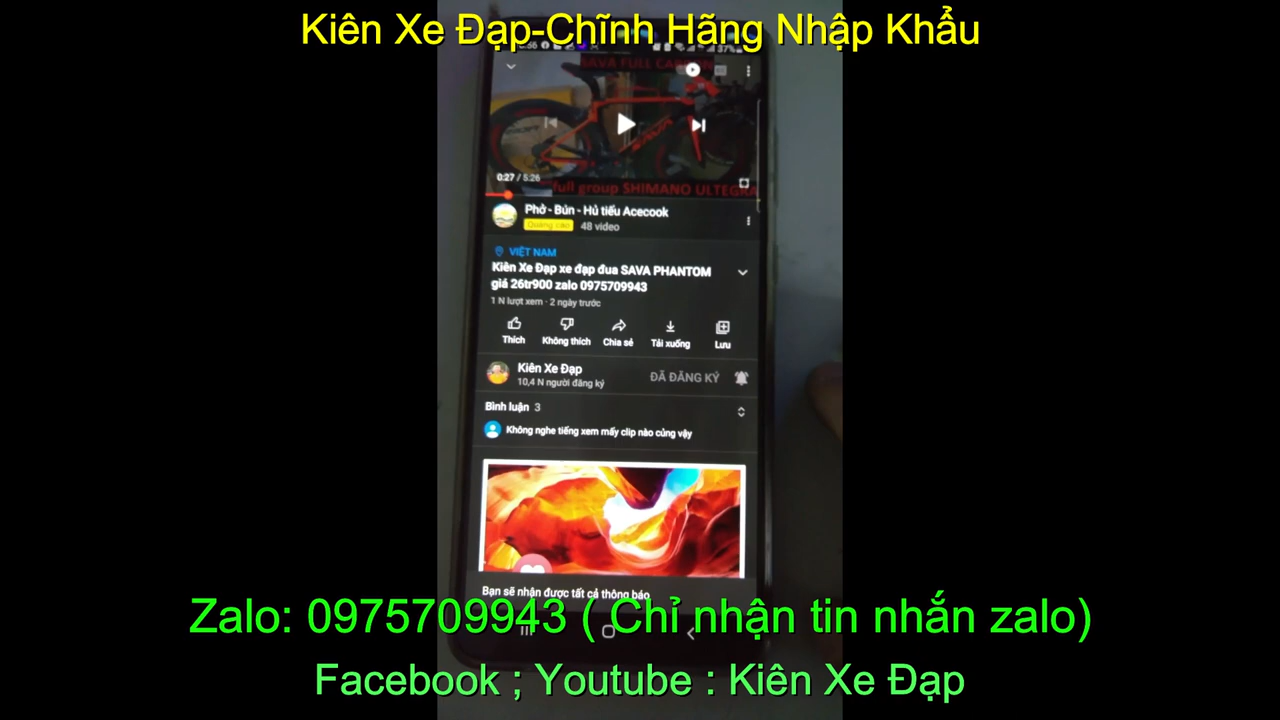 Kiên Xe Đạp-Chĩnh Hãng Nhập Khẩu
37%
SAVA FULL CARBON
0:27 / 5:26
full group SHIMANO ULTEGRA
Phở - Bún - Hủ tiếu Acecook
Quảng cáo 48 video
VIỆT NAM
Kiên Xe Đạp xe đạp đua SAVA PHANTOM
giá 26tr900 zalo 0975709943
1 N lượt xem · 2 ngày trước
Thích Không thích Chia sẻ Tải xuống Lưu
Kiên Xe Đạp
10,4 N người đăng ký
ĐÃ ĐĂNG KÝ
Bình luận 3
Không nghe tiếng xem mấy clip nào củng vậy
Bạn sẽ nhận được tất cả thông báo
Zalo: 0975709943 ( Chỉ nhận tin nhắn zalo)
Facebook ; Youtube : Kiên Xe Đạp